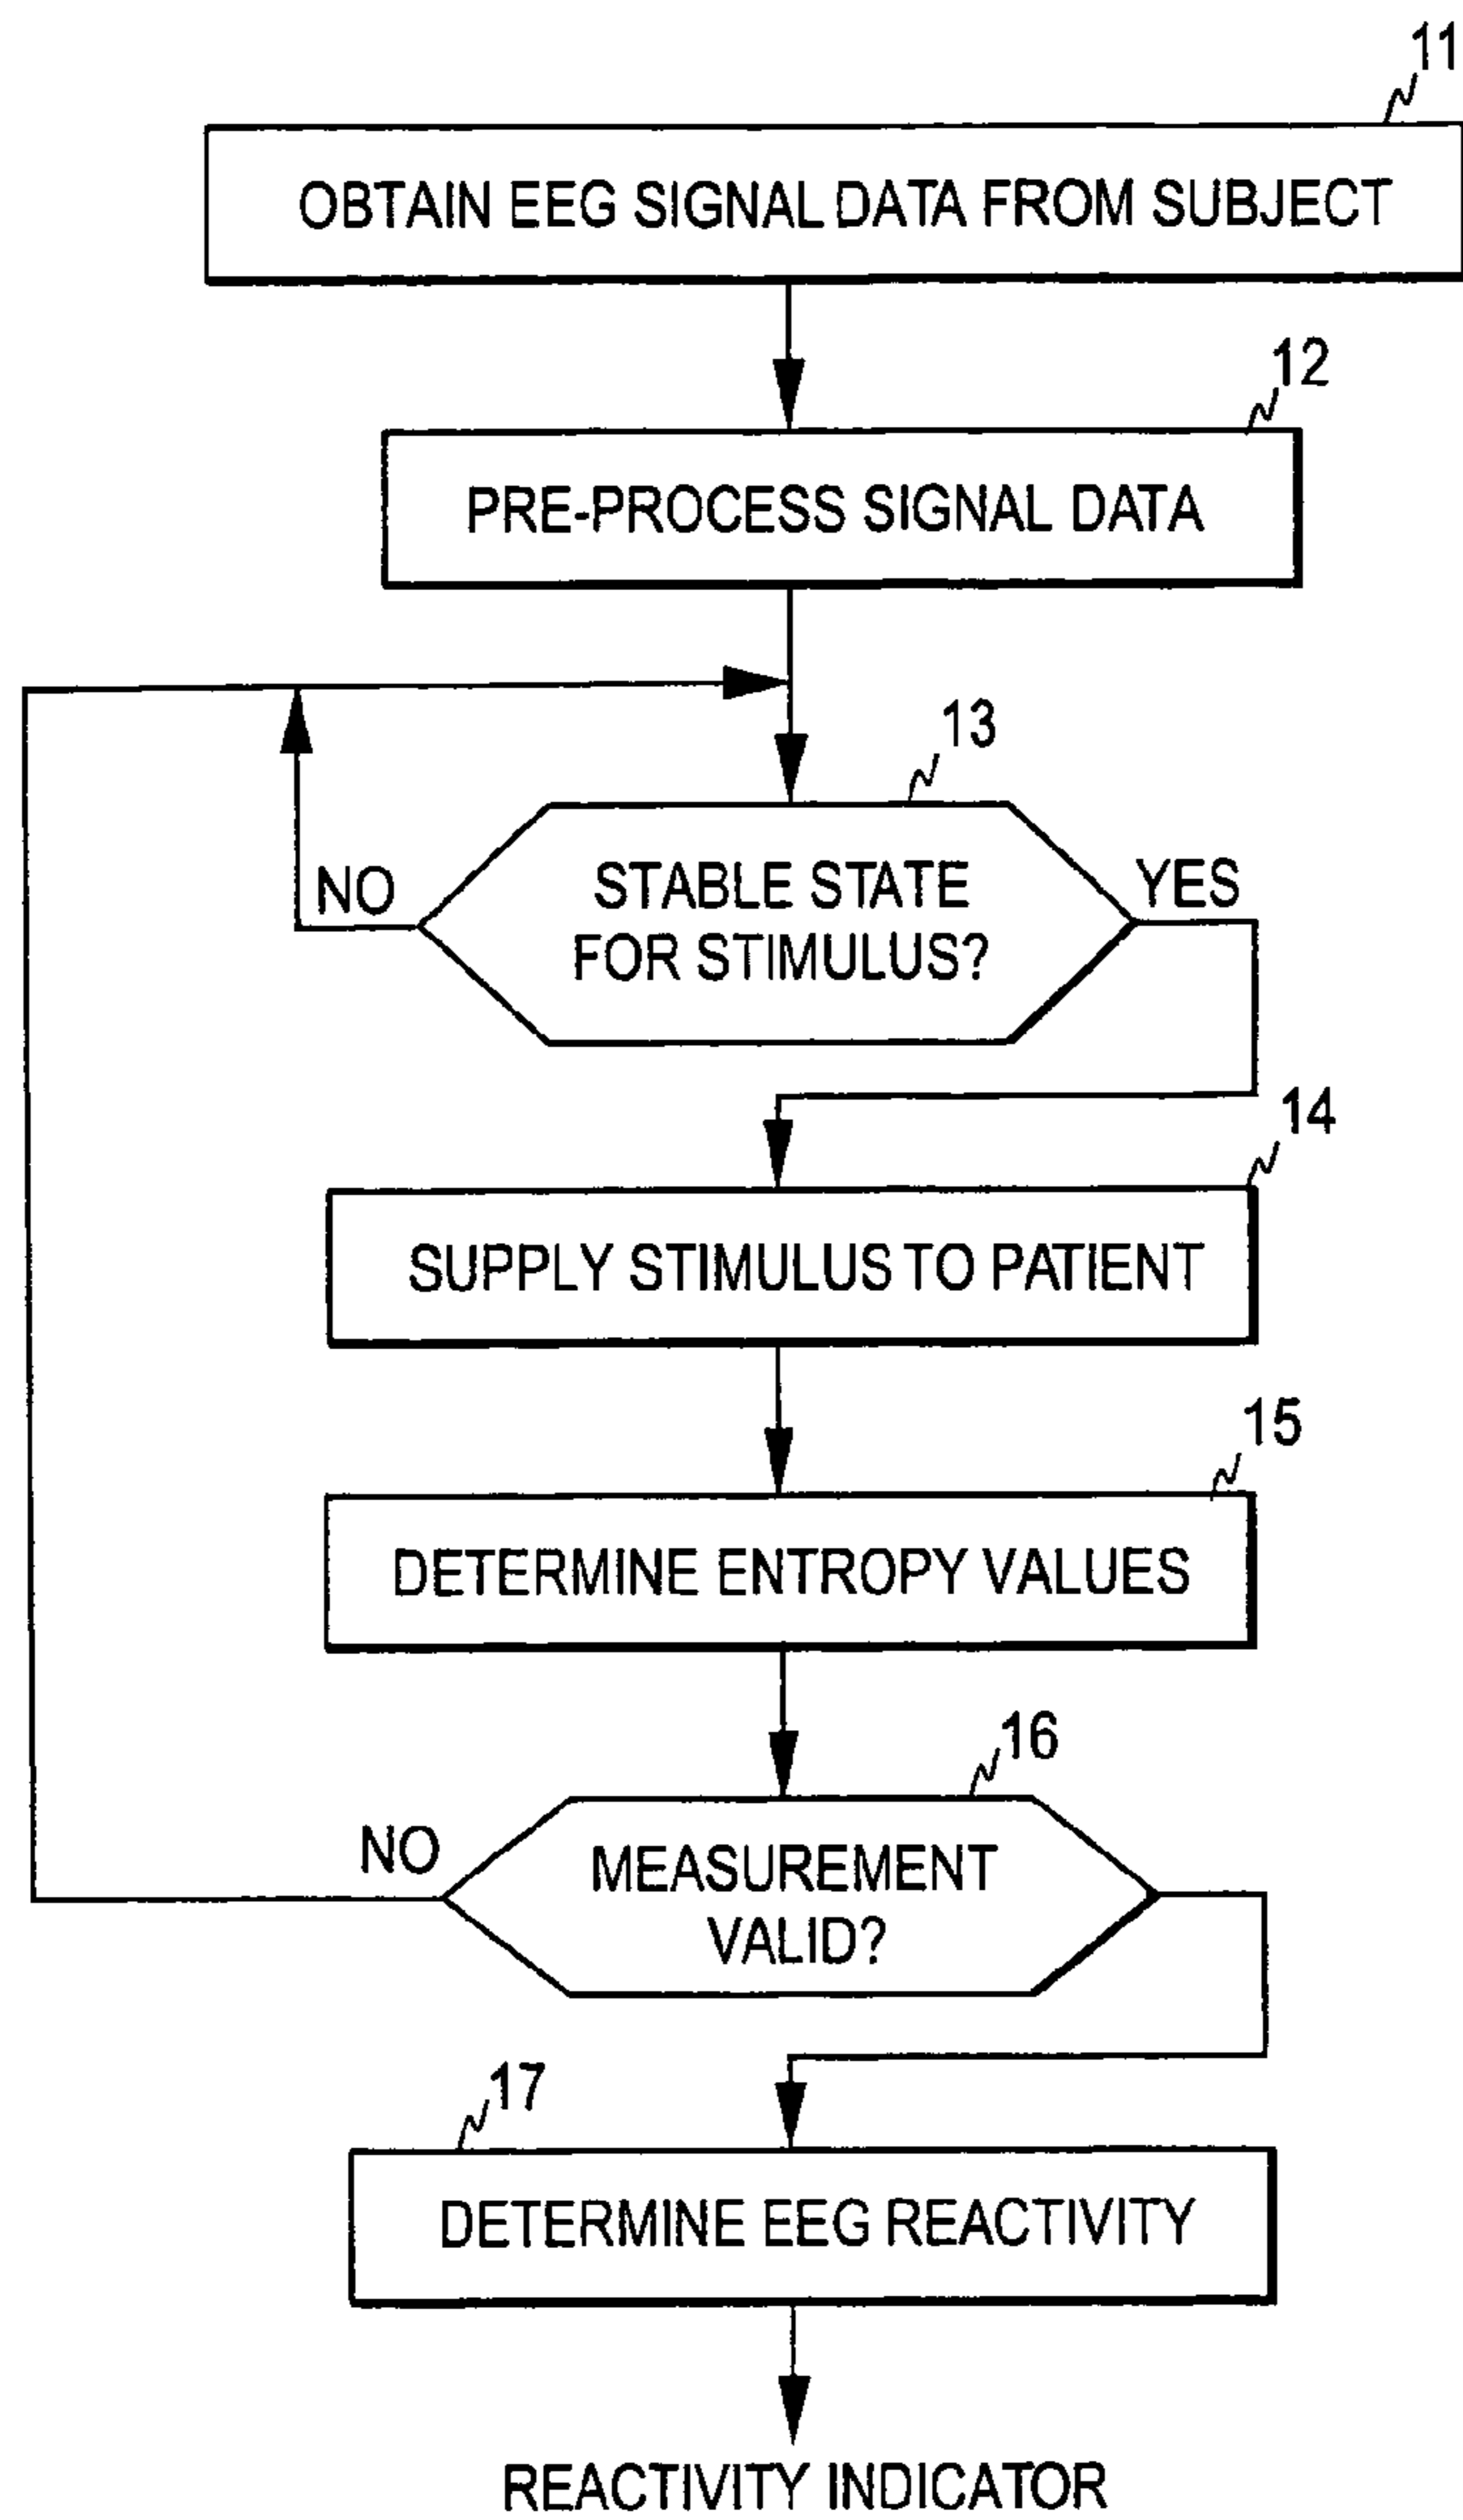 11
OBTAIN EEG SIGNAL DATA FROM SUBJECT
12
PRE-PROCESS SIGNAL DATA
13
NO
STABLE STATE
FOR STIMULUS?
YES
14
SUPPLY STIMULUS TO PATIENT
15
DETERMINE ENTROPY VALUES
16
NO
MEASUREMENT
VALID?
17
DETERMINE EEG REACTIVITY
REACTIVITY INDICATOR